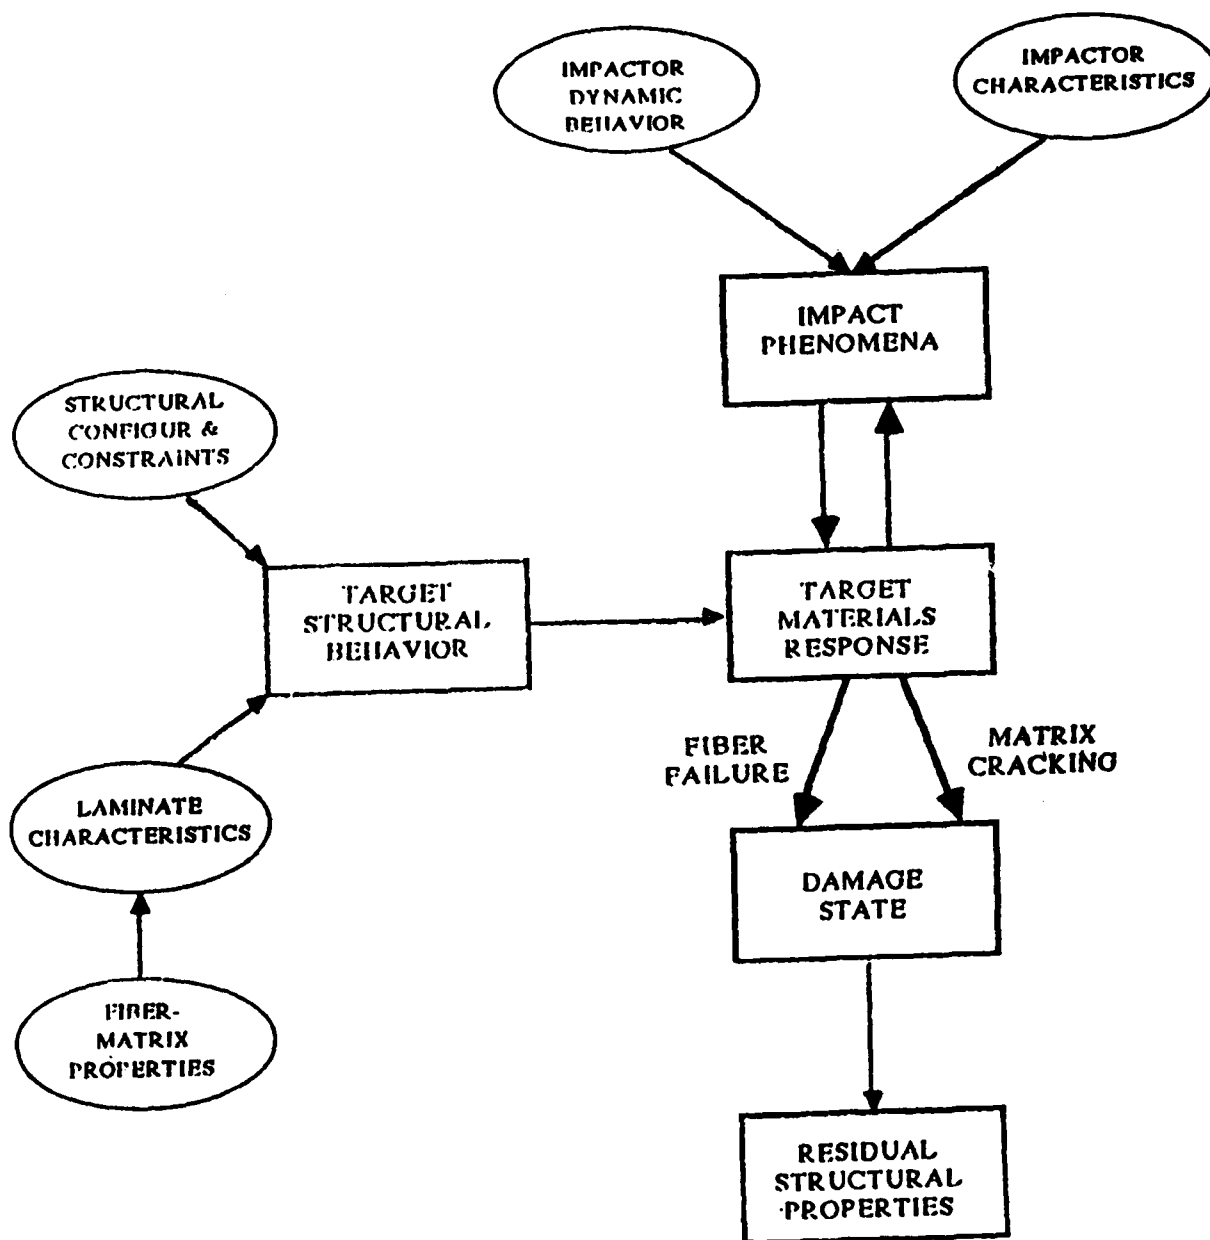 IMPACTOR
DYNAMIC
BEHAVIOR
IMPACTOR
CHARACTERISTICS
IMPACT
PHENOMENA
STRUCTURAL
CONFIGUR &
CONSTRAINTS
TARGET
STRUCTURAL
BEHAVIOR
TARGET
MATERIALS
RESPONSE
FIBER
FAILURE
MATRIX
CRACKING
LAMINATE
CHARACTERISTICS
DAMAGE
STATE
FIBER-
MATRIX
PROPERTIES
RESIDUAL
STRUCTURAL
PROPERTIES